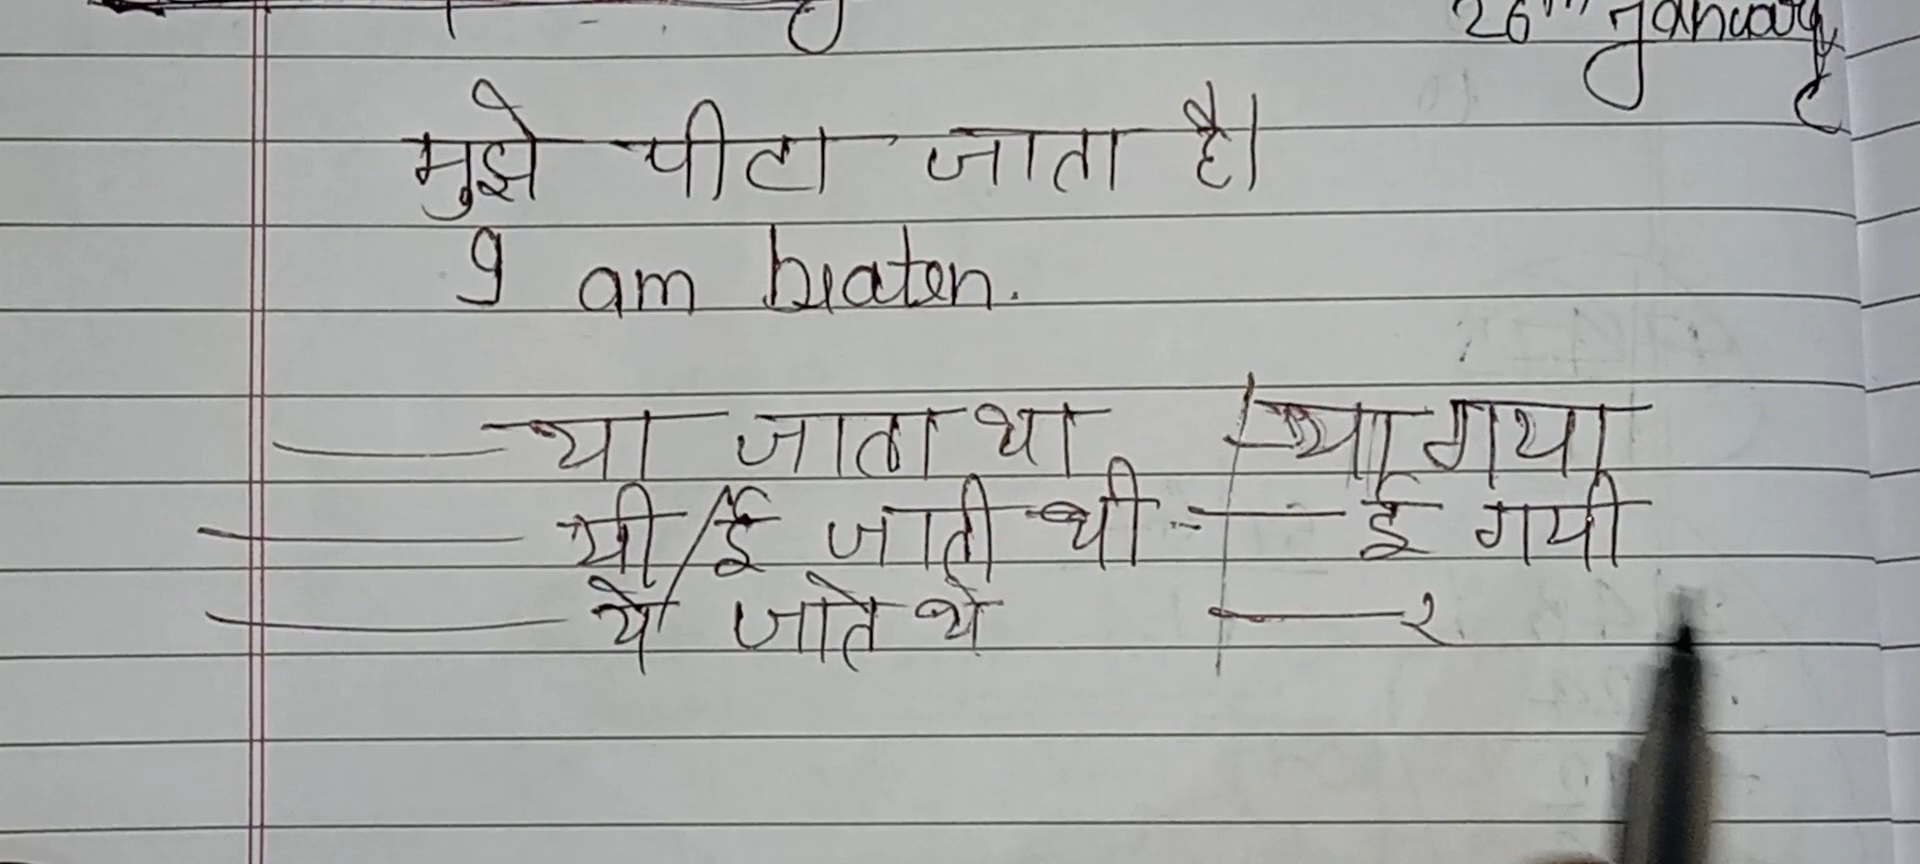 26th January
मुझे पीटा जाता है।
I am beaten.
या जाता था या गया
यी/ई जाती थी ई गयी
ये जाते थे